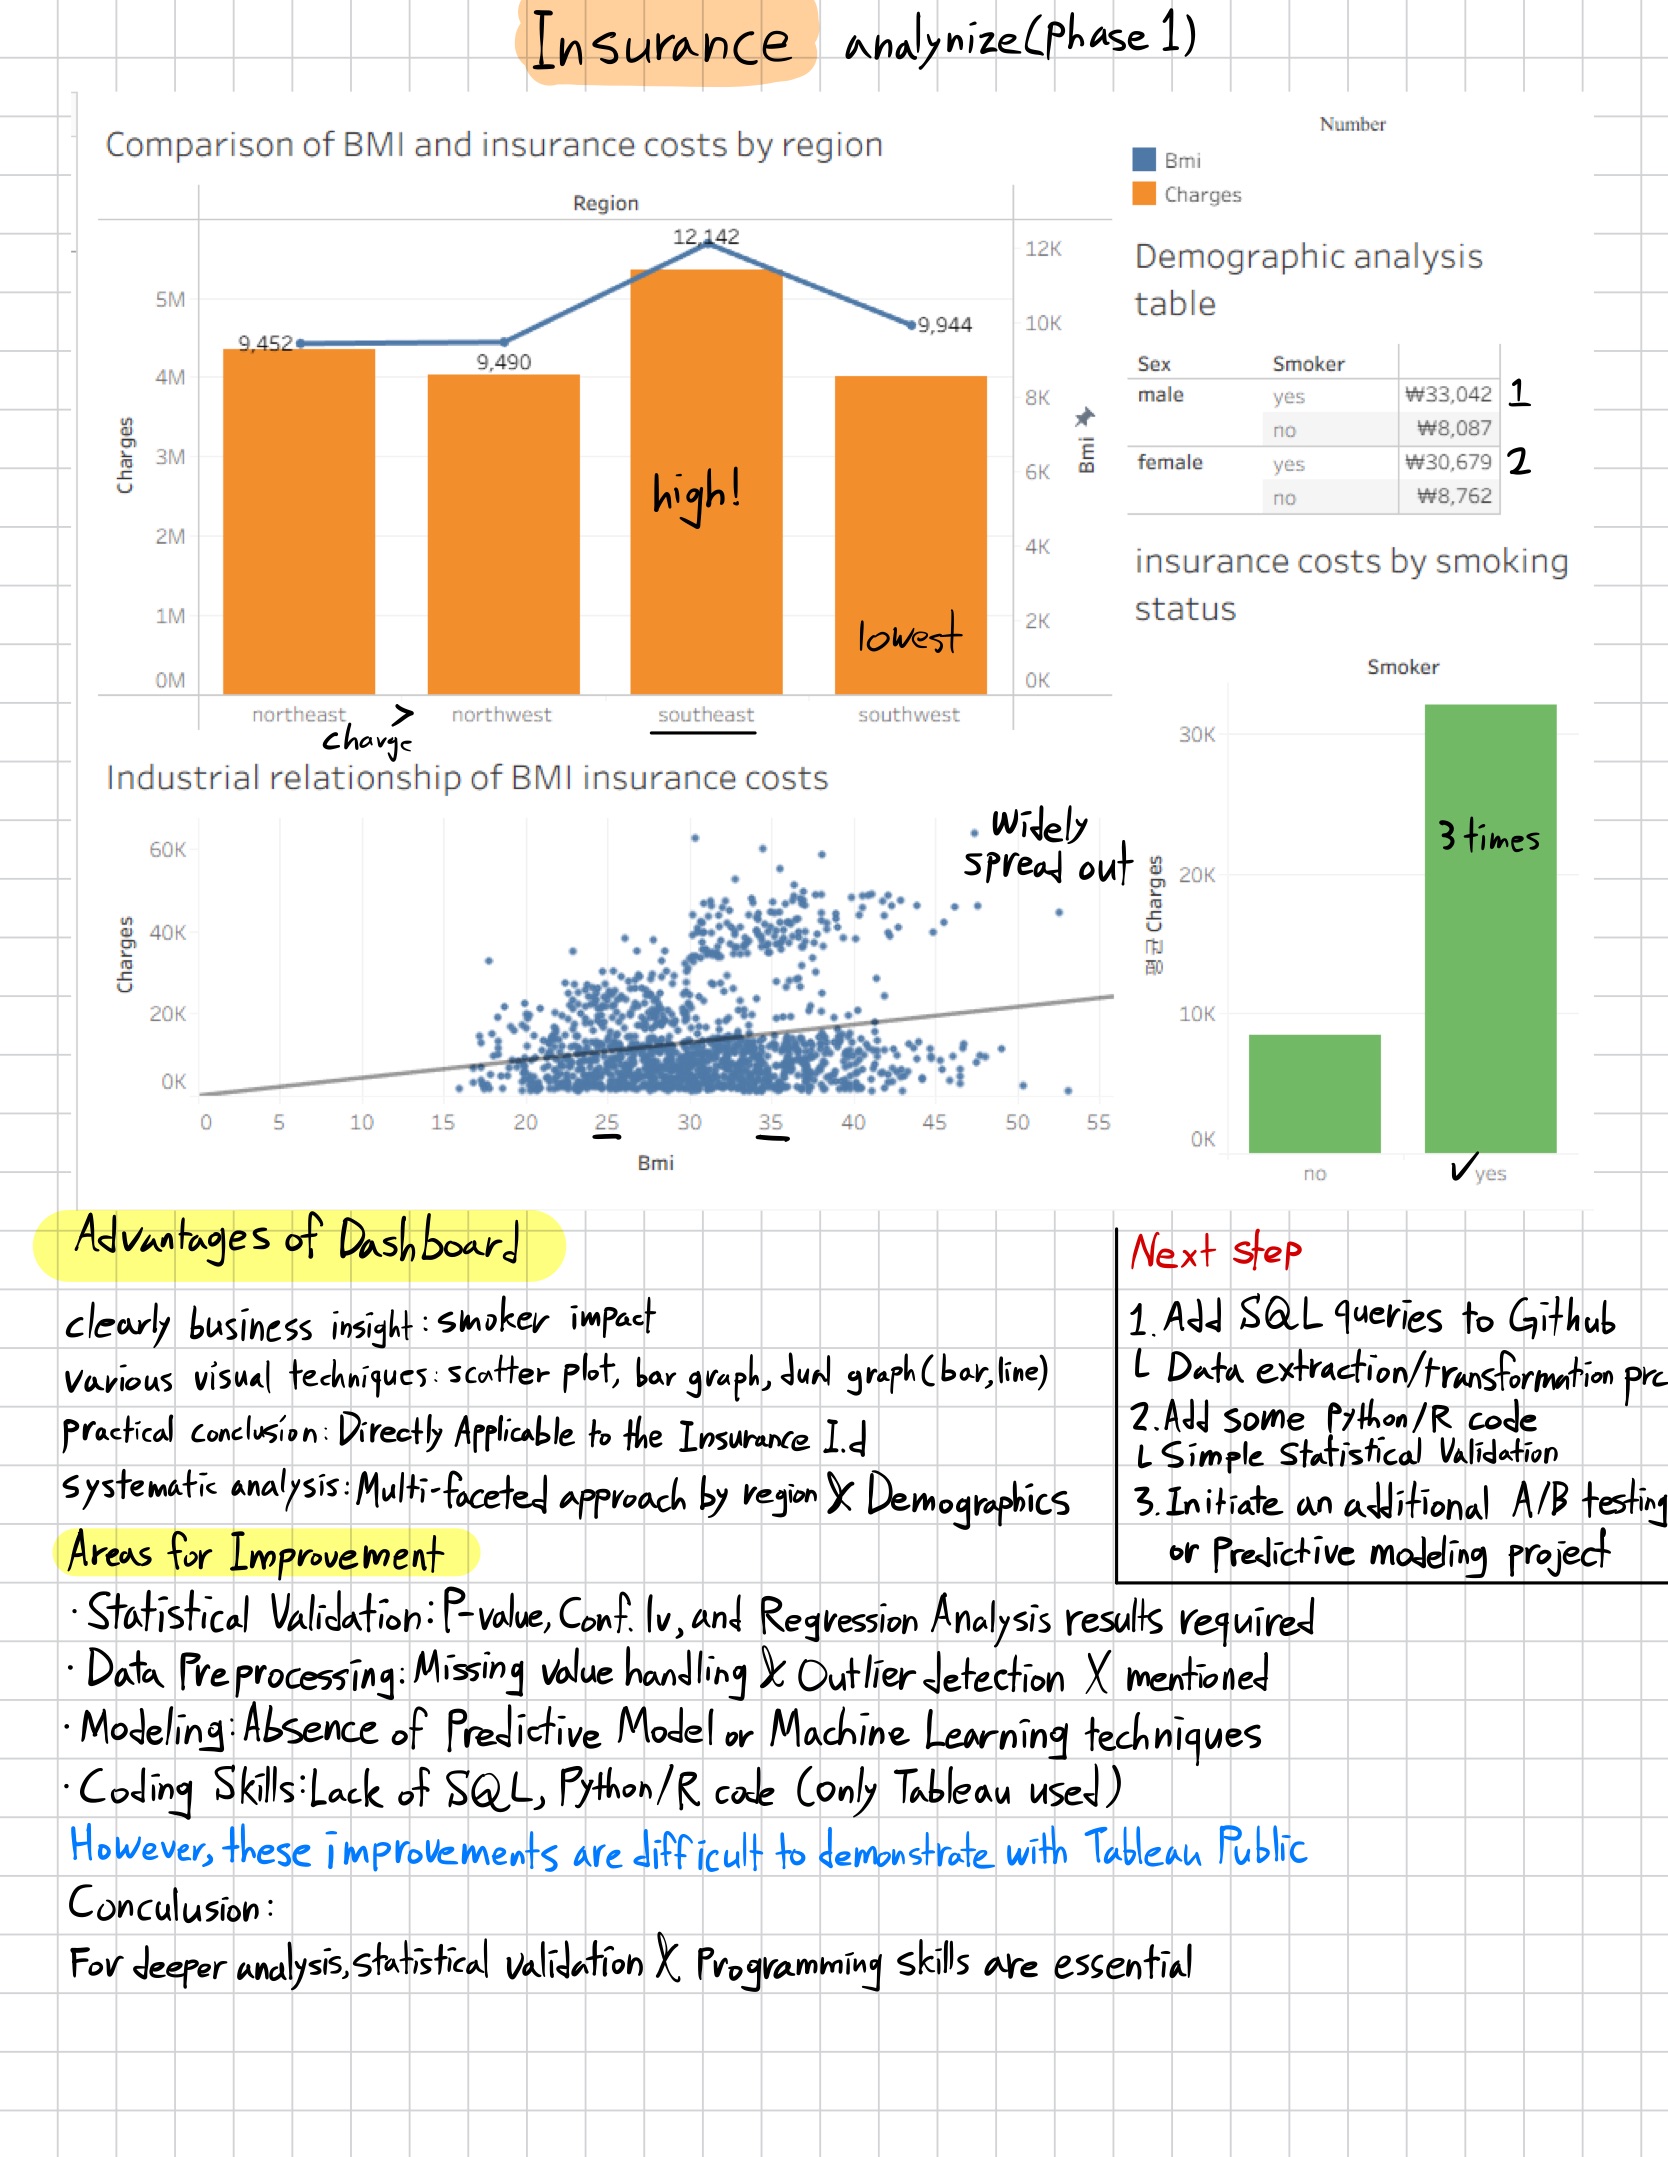 Insurance analynize(phase 1)
Comparison of BMI and insurance costs by region
Region
12,142
9,452
9,490
9,944
5M
4M
3M
2M
1M
0M
Charges
12K
10K
8K
6K
4K
2K
0K
Bmi
high!
lowest
northeast > northwest southeast southwest
charge
Number
Bmi
Charges
Demographic analysis
table
Sex Smoker
male yes ₩33,042 1
no ₩8,087
female yes ₩30,679 2
no ₩8,762
insurance costs by smoking
status
Smoker
30K
20K
10K
0K
평균 Charges
3 times
no ✓ yes
Industrial relationship of BMI insurance costs
Widely
spread out
60K
40K
20K
0K
Charges
0 5 10 15 20 25 30 35 40 45 50 55
Bmi
Advantages of Dashboard
clearly business insight: smoker impact
various visual techniques: scatter plot, bar graph, dual graph(bar,line)
practical conclusion: Directly Applicable to the Insurance I.d
systematic analysis: Multi-faceted approach by region & Demographics
Next step
1. Add SQL queries to Github
L Data extraction/transformation prc
2. Add some Python/R code
L Simple Statistical Validation
3. Initiate an additional A/B testing
or Predictive modeling project
Areas for Improvement
· Statistical Validation: P-value, Conf. lv, and Regression Analysis results required
· Data Preprocessing: Missing value handling & Outlier detection X mentioned
· Modeling: Absence of Predictive Model or Machine Learning techniques
· Coding Skills: Lack of SQL, Python/R code (only Tableau used)
However, these improvements are difficult to demonstrate with Tableau Public
Conculusion:
For deeper analysis, statistical validation & Programming skills are essential